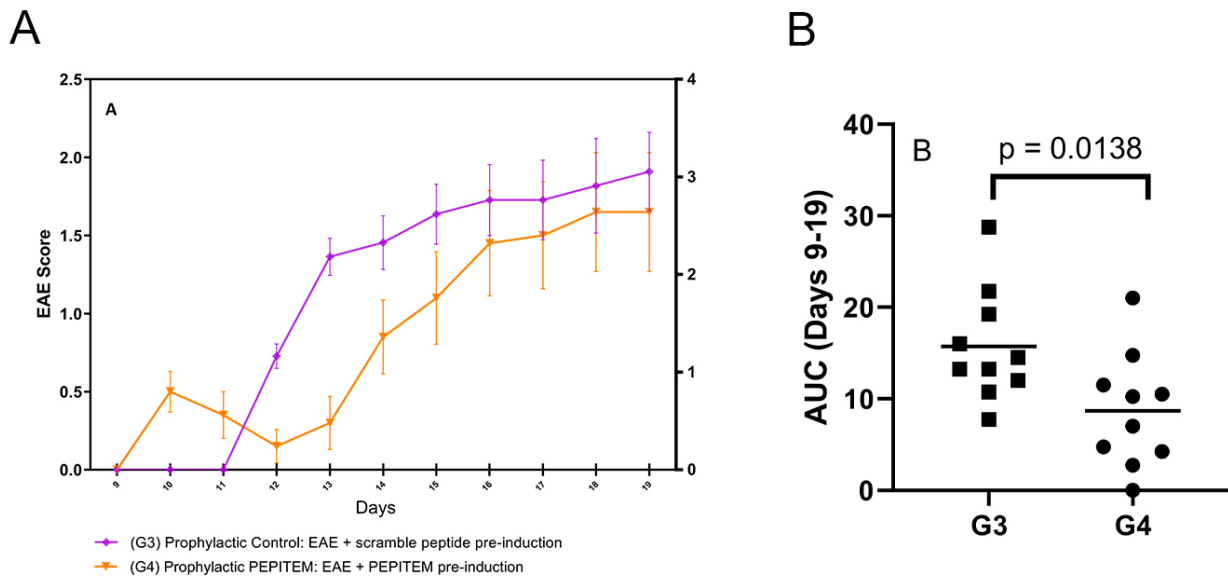 A
B
A
EAE Score
2.5
2.0
1.5
1.0
0.5
0.0
4
3
2
1
0
9 10 11 12 13 14 15 16 17 18 19
Days
(G3) Prophylactic Control: EAE + scramble peptide pre-induction
(G4) Prophylactic PEPITEM: EAE + PEPITEM pre-induction
B
p = 0.0138
AUC (Days 9-19)
40
30
20
10
0
G3 G4